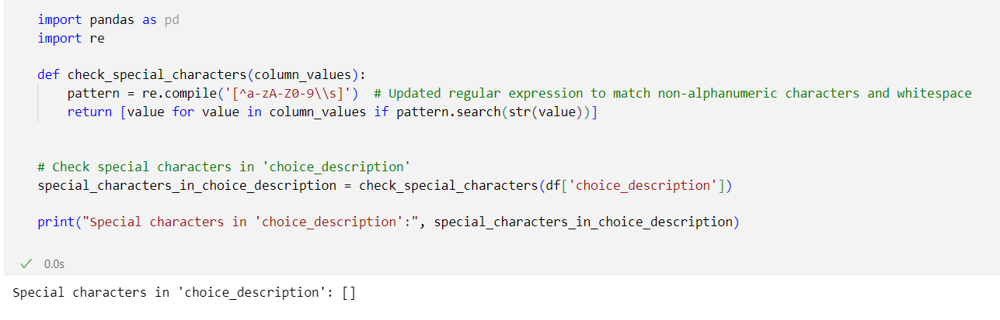 import pandas as pd
import re
def check_special_characters(column_values):
    pattern = re.compile('[^a-zA-Z0-9\\s]')  # Updated regular expression to match non-alphanumeric characters and whitespace
    return [value for value in column_values if pattern.search(str(value))]
# Check special characters in 'choice_description'
special_characters_in_choice_description = check_special_characters(df['choice_description'])
print("Special characters in 'choice_description':", special_characters_in_choice_description)
✓ 0.0s
Special characters in 'choice_description': []